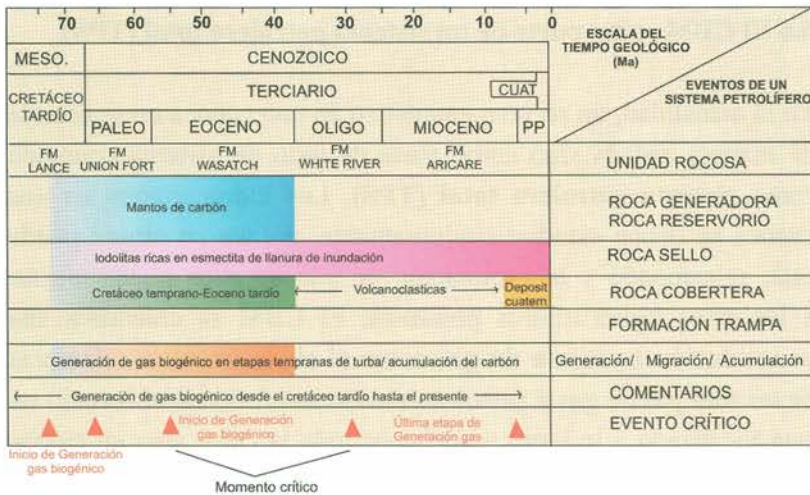 70 60 50 40 30 20 10 0
ESCALA DEL
TIEMPO GEOLÓGICO
(Ma)
EVENTOS DE UN
SISTEMA PETROLÍFERO
MESO. CENOZOICO
CRETÁCEO
TARDÍO
TERCIARIO CUAT
PALEO EOCENO OLIGO MIOCENO PP
FM
LANCE
FM
UNION FORT
FM
WASATCH
FM
WHITE RIVER
FM
ARICARE
UNIDAD ROCOSA
Mantos de carbón
ROCA GENERADORA
ROCA RESERVORIO
lodolitas ricas en esmectita de llanura de inundación
ROCA SELLO
Cretáceo temprano-Eoceno tardío
Volcanoclasticas
Deposit
cuatern
ROCA COBERTERA
FORMACIÓN TRAMPA
Generación de gas biogénico en etapas tempranas de turba/ acumulación del carbón
Generación/ Migración/ Acumulación
Generación de gas biogénico desde el cretáceo tardío hasta el presente
COMENTARIOS
Inicio de Generación
gas biogénico
Inicio de Generación
gas biogénico
Última etapa de
Generación gas
EVENTO CRÍTICO
Momento crítico